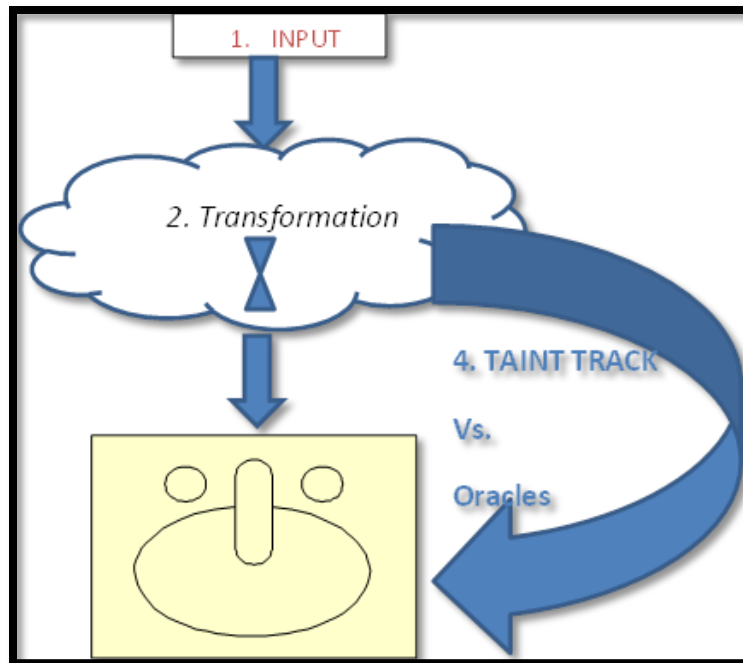 1. INPUT
2. Transformation
4. TAINT TRACK
Vs.
Oracles